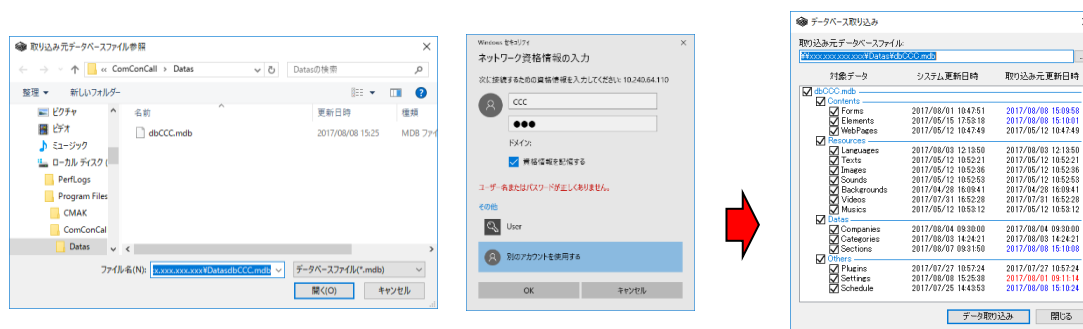 取り込み元データベースファイル参照
« ComConCall › Datas
Datasの検索
整理 新しいフォルダー
名前 更新日時 種類
ピクチャ
ビデオ
ミュージック
ローカル ディスク (
PerfLogs
Program Files
CMAK
ComConCal
Datas
dbCCC.mdb 2017/08/08 15:25 MDB ファイ
ファイル名(N): x.xxx.xxx.xxx¥DatasdbCCC.mdb データベースファイル(*.mdb)
開く(O) キャンセル
Windows セキュリティ
ネットワーク資格情報の入力
次に接続するための資格情報を入力してください: 10.240.64.110
CCC
●●●
ドメイン:
資格情報を記憶する
ユーザー名またはパスワードが正しくありません。
その他
User
別のアカウントを使用する
OK キャンセル
データベース取り込み
取り込み元データベースファイル:
¥¥xxx.xxx.xxx.xxx¥Datas¥dbCCC.mdb
対象データ システム更新日時 取り込み元更新日時
dbCCC.mdb
Contents
Forms 2017/08/01 10:47:51 2017/08/08 15:09:58
Elements 2017/05/15 17:53:18 2017/08/08 15:10:01
WebPages 2017/05/12 10:47:49 2017/05/12 10:47:49
Resources
Languages 2017/08/03 12:13:50 2017/08/03 12:13:50
Texts 2017/05/12 10:52:21 2017/05/12 10:52:21
Images 2017/05/12 10:52:36 2017/05/12 10:52:36
Sounds 2017/05/12 10:52:53 2017/05/12 10:52:53
Backgrounds 2017/04/28 16:09:41 2017/04/28 16:09:41
Videos 2017/07/31 16:52:28 2017/07/31 16:52:28
Musics 2017/05/12 10:53:12 2017/05/12 10:53:12
Datas
Companies 2017/08/04 09:30:00 2017/08/04 09:30:00
Categories 2017/08/03 14:24:21 2017/08/03 14:24:21
Sections 2017/08/07 09:31:50 2017/08/08 15:10:08
Others
Plugins 2017/07/27 10:57:24 2017/07/27 10:57:24
Settings 2017/08/08 15:25:38 2017/08/01 09:11:14
Schedule 2017/07/25 14:43:53 2017/08/08 15:10:24
データ取り込み 閉じる